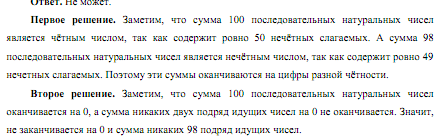 Ответ. Не может.
Первое решение. Заметим, что сумма 100 последовательных натуральных чисел
является чётным числом, так как содержит ровно 50 нечётных слагаемых. А сумма 98
последовательных натуральных чисел является нечётным числом, так как содержит ровно 49
нечетных слагаемых. Поэтому эти суммы оканчиваются на цифры разной чётности.
Второе решение. Заметим, что сумма 100 последовательных натуральных чисел
оканчивается на 0, а сумма никаких двух подряд идущих чисел на 0 не оканчивается. Значит,
не заканчивается на 0 и сумма никаких 98 подряд идущих чисел.